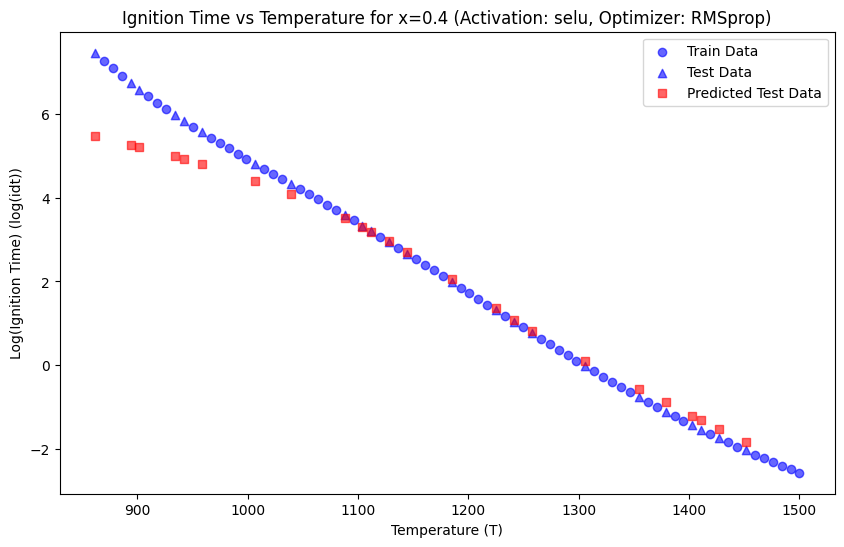 Ignition Time vs Temperature for x=0.4 (Activation: selu, Optimizer: RMSprop)
Train Data
Test Data
Predicted Test Data
Log(Ignition Time) (log(idt))
6
4
2
0
−2
900
1000
1100
1200
1300
1400
1500
Temperature (T)